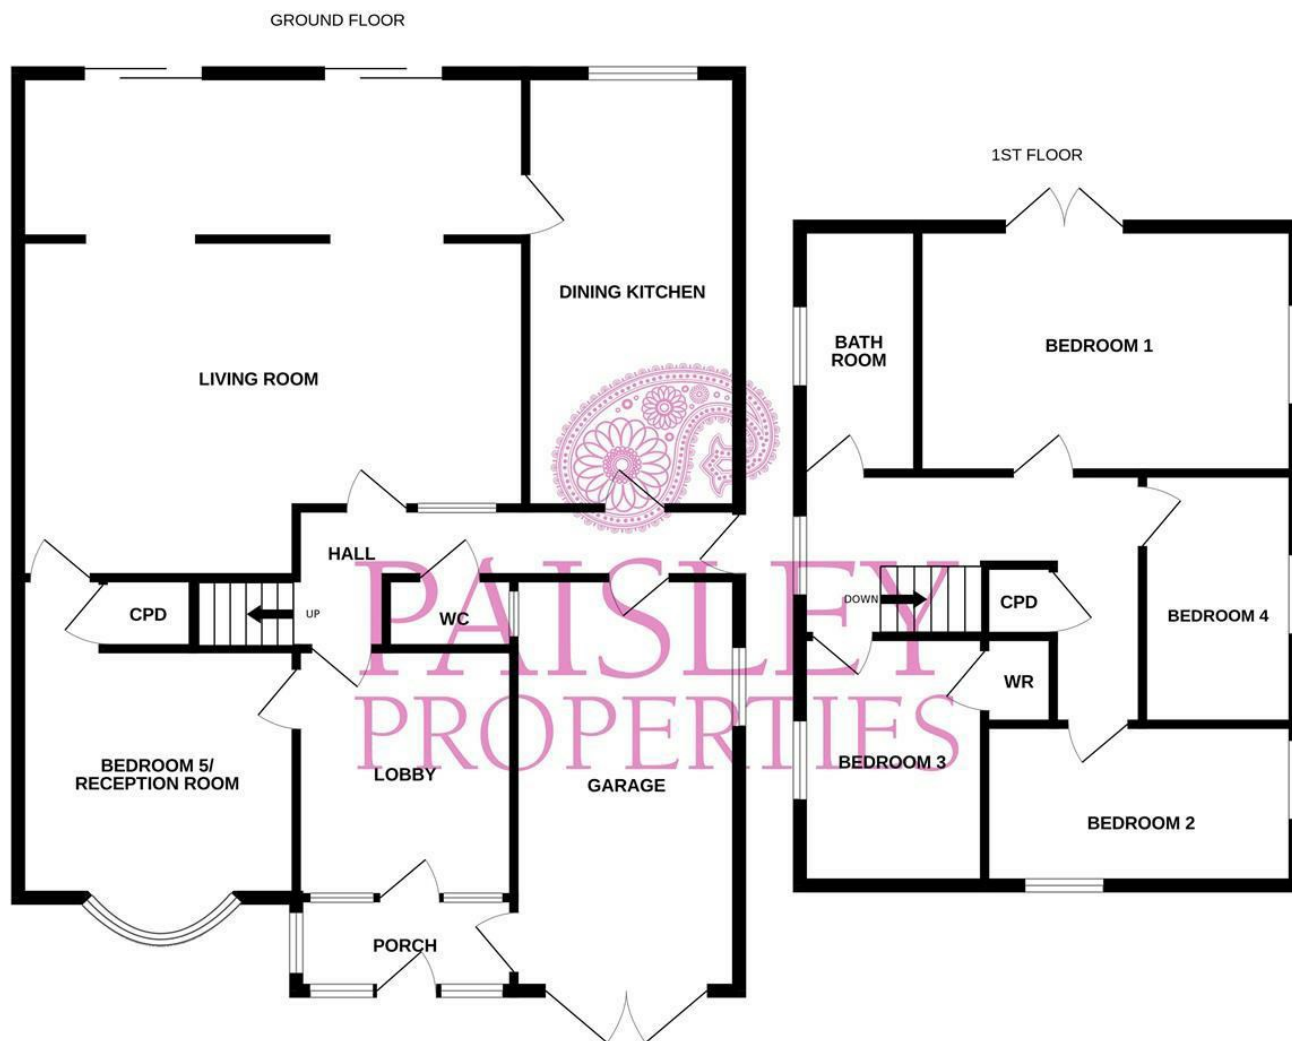 GROUND FLOOR
DINING KITCHEN
LIVING ROOM
HALL
CPD
UP
WC
BEDROOM 5/
RECEPTION ROOM
LOBBY
GARAGE
PORCH
1ST FLOOR
BATH
ROOM
BEDROOM 1
DOWN
CPD
BEDROOM 4
WR
BEDROOM 3
BEDROOM 2
PAISLEY
PROPERTIES